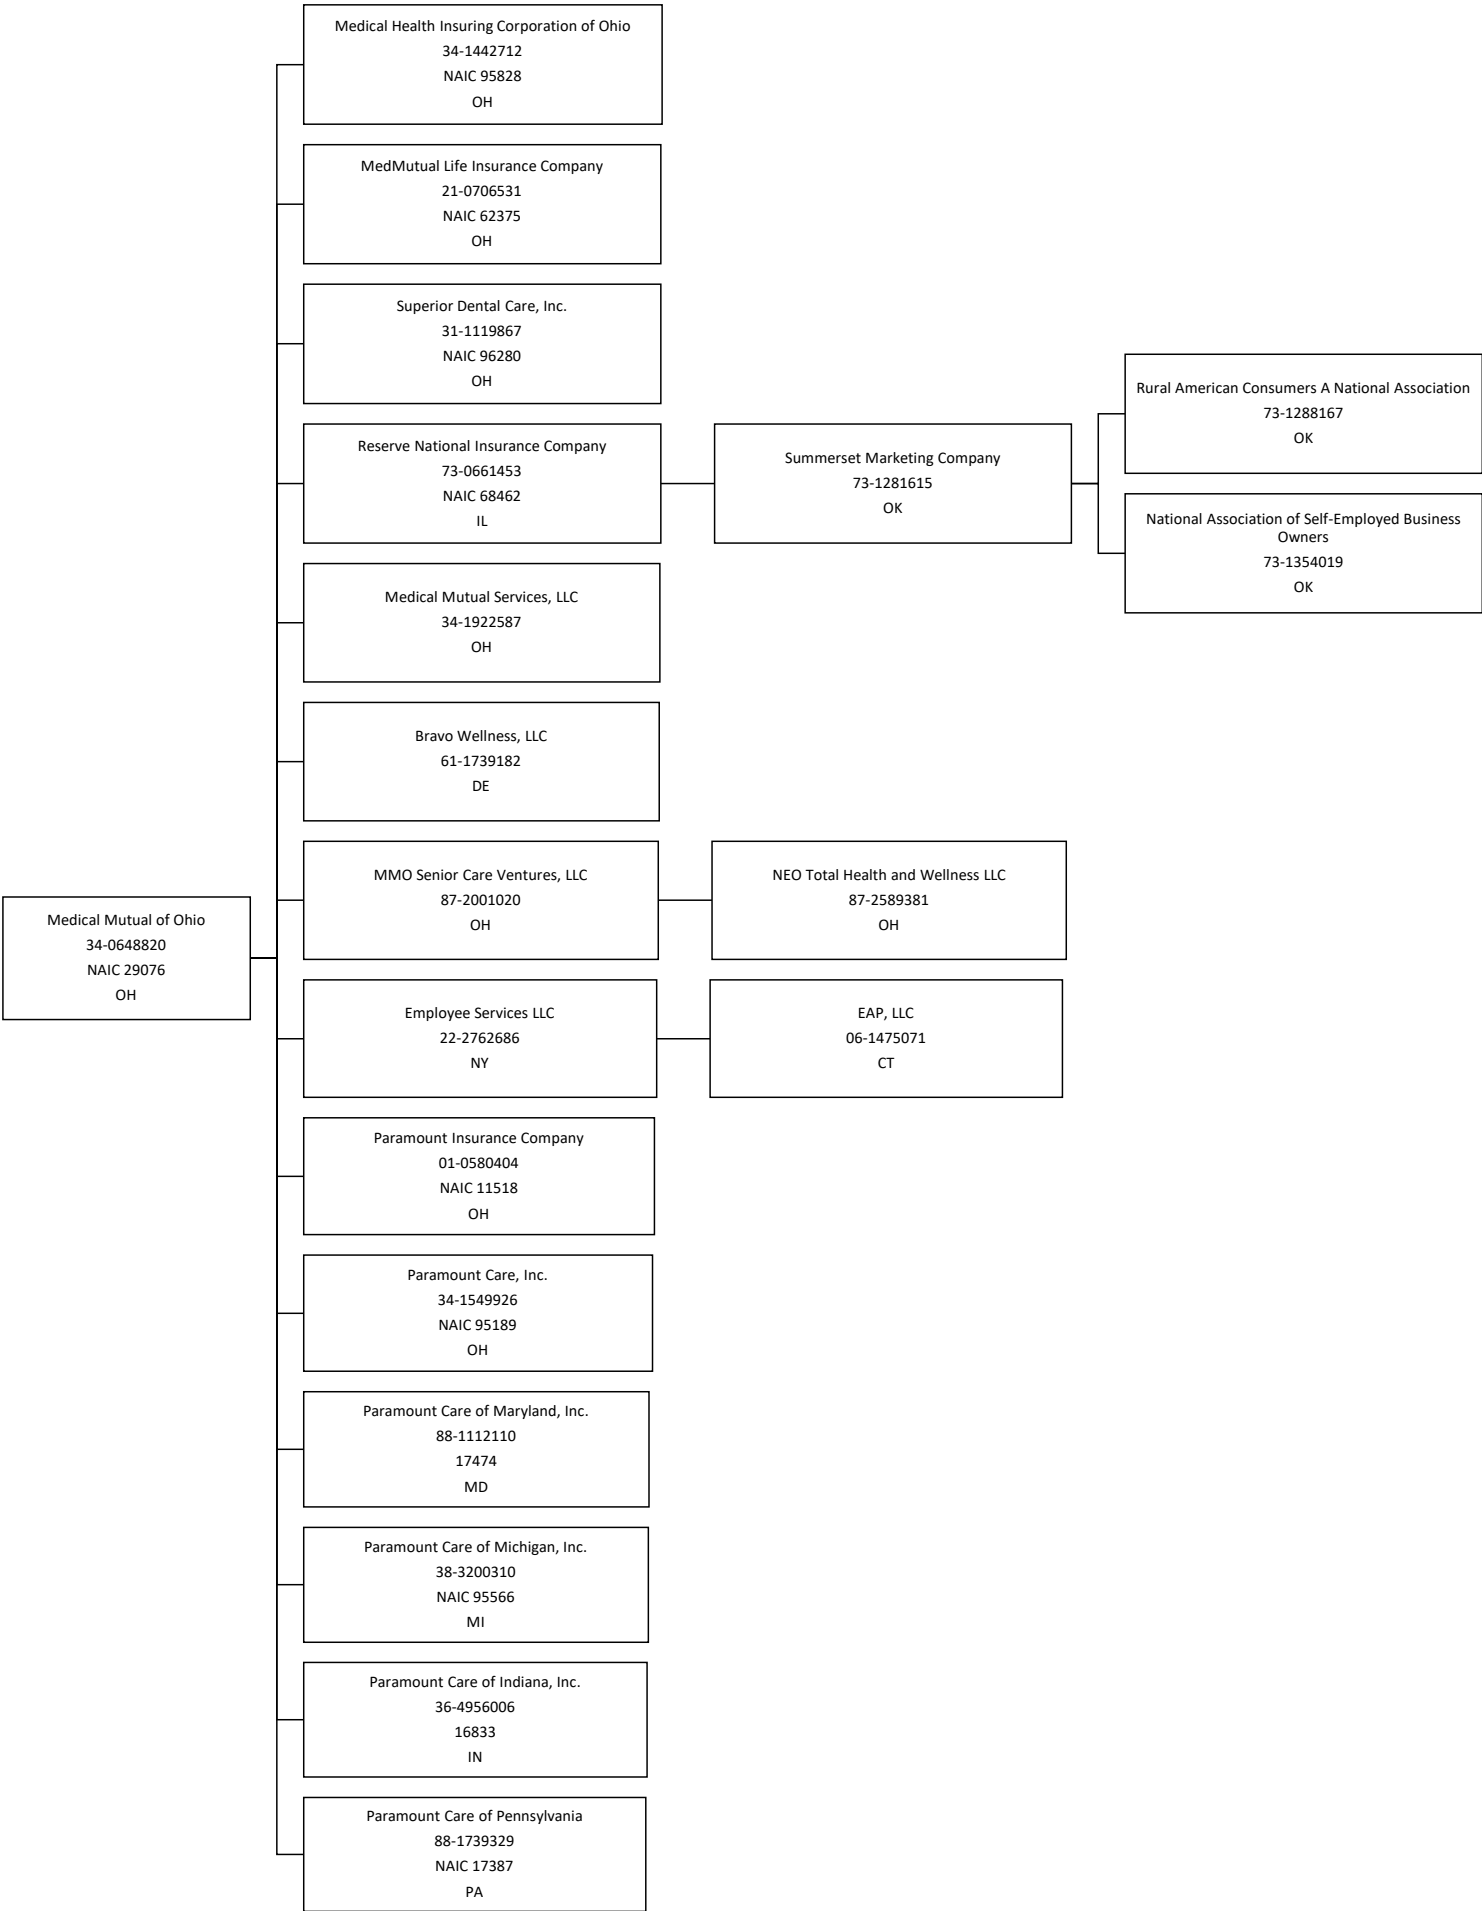 Medical Health Insuring Corporation of Ohio
34-1442712
NAIC 95828
OH
MedMutual Life Insurance Company
21-0706531
NAIC 62375
OH
Superior Dental Care, Inc.
31-1119867
NAIC 96280
OH
Reserve National Insurance Company
73-0661453
NAIC 68462
IL
Summerset Marketing Company
73-1281615
OK
Rural American Consumers A National Association
73-1288167
OK
National Association of Self-Employed Business
Owners
73-1354019
OK
Medical Mutual Services, LLC
34-1922587
OH
Bravo Wellness, LLC
61-1739182
DE
MMO Senior Care Ventures, LLC
87-2001020
OH
NEO Total Health and Wellness LLC
87-2589381
OH
Medical Mutual of Ohio
34-0648820
NAIC 29076
OH
Employee Services LLC
22-2762686
NY
EAP, LLC
06-1475071
CT
Paramount Insurance Company
01-0580404
NAIC 11518
OH
Paramount Care, Inc.
34-1549926
NAIC 95189
OH
Paramount Care of Maryland, Inc.
88-1112110
17474
MD
Paramount Care of Michigan, Inc.
38-3200310
NAIC 95566
MI
Paramount Care of Indiana, Inc.
36-4956006
16833
IN
Paramount Care of Pennsylvania
88-1739329
NAIC 17387
PA